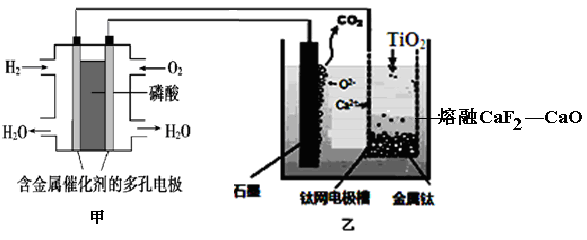 H₂
O₂
磷酸
H₂O
H₂O
含金属催化剂的多孔电极
甲
CO₂
TiO₂
O²⁻
Ca²⁺
熔融CaF₂—CaO
石墨
钛网电极槽
金属钛
乙